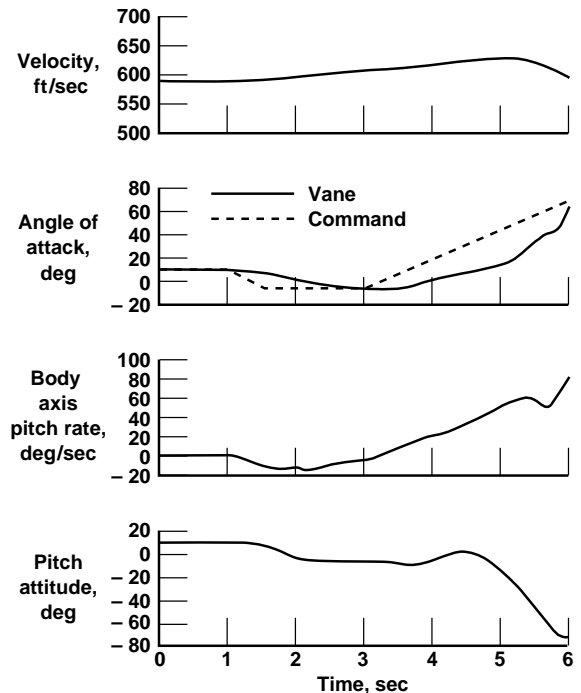 700
650
600
550
500
Velocity,
ft/sec
80
60
40
20
0
– 20
Angle of
attack,
deg
Vane
Command
100
80
60
40
20
0
– 20
Body
axis
pitch rate,
deg/sec
20
0
– 20
– 40
– 60
– 80
Pitch
attitude,
deg
0 1 2 3 4 5 6
Time, sec